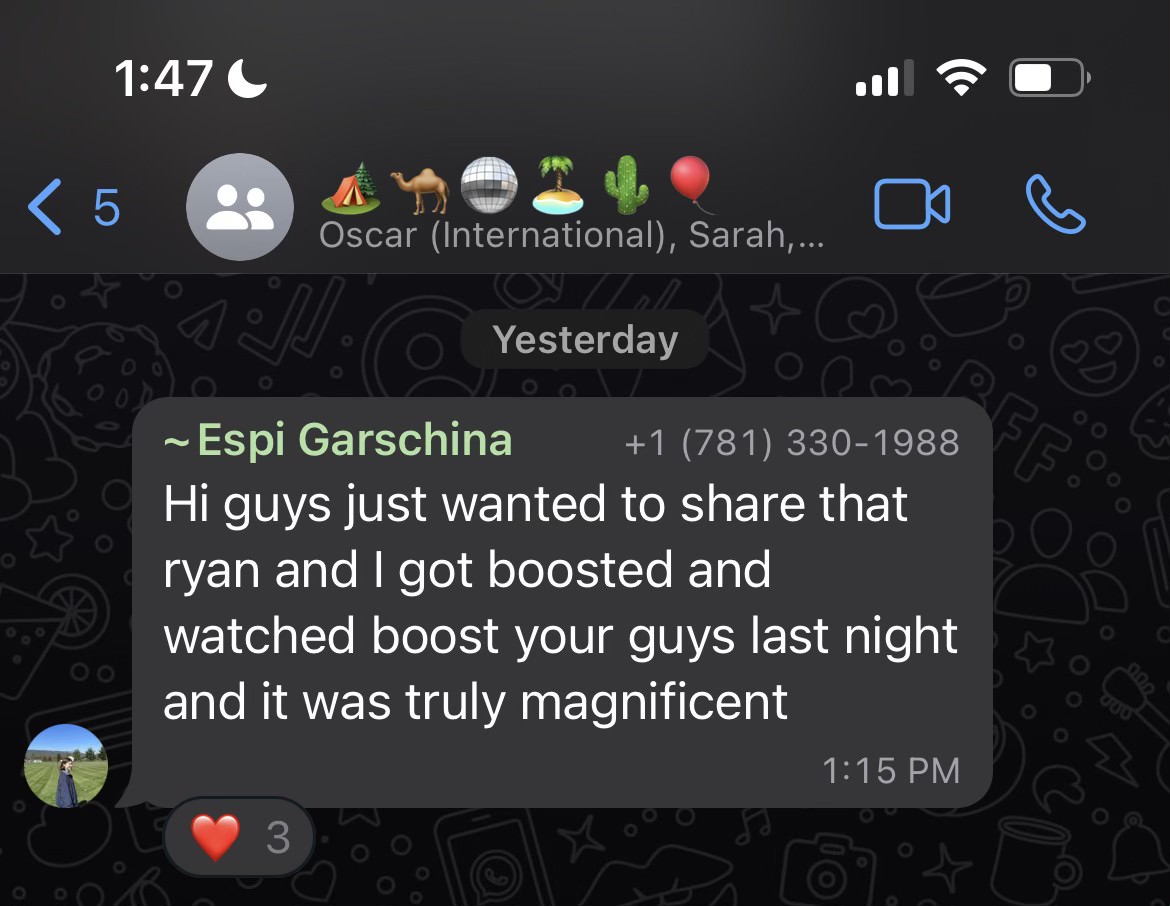 1:47
5
🏕️🐪🪩🏝️🌵🎈
Oscar (International), Sarah,...
Yesterday
~Espi Garschina +1 (781) 330-1988
Hi guys just wanted to share that
ryan and I got boosted and
watched boost your guys last night
and it was truly magnificent
1:15 PM
❤️ 3